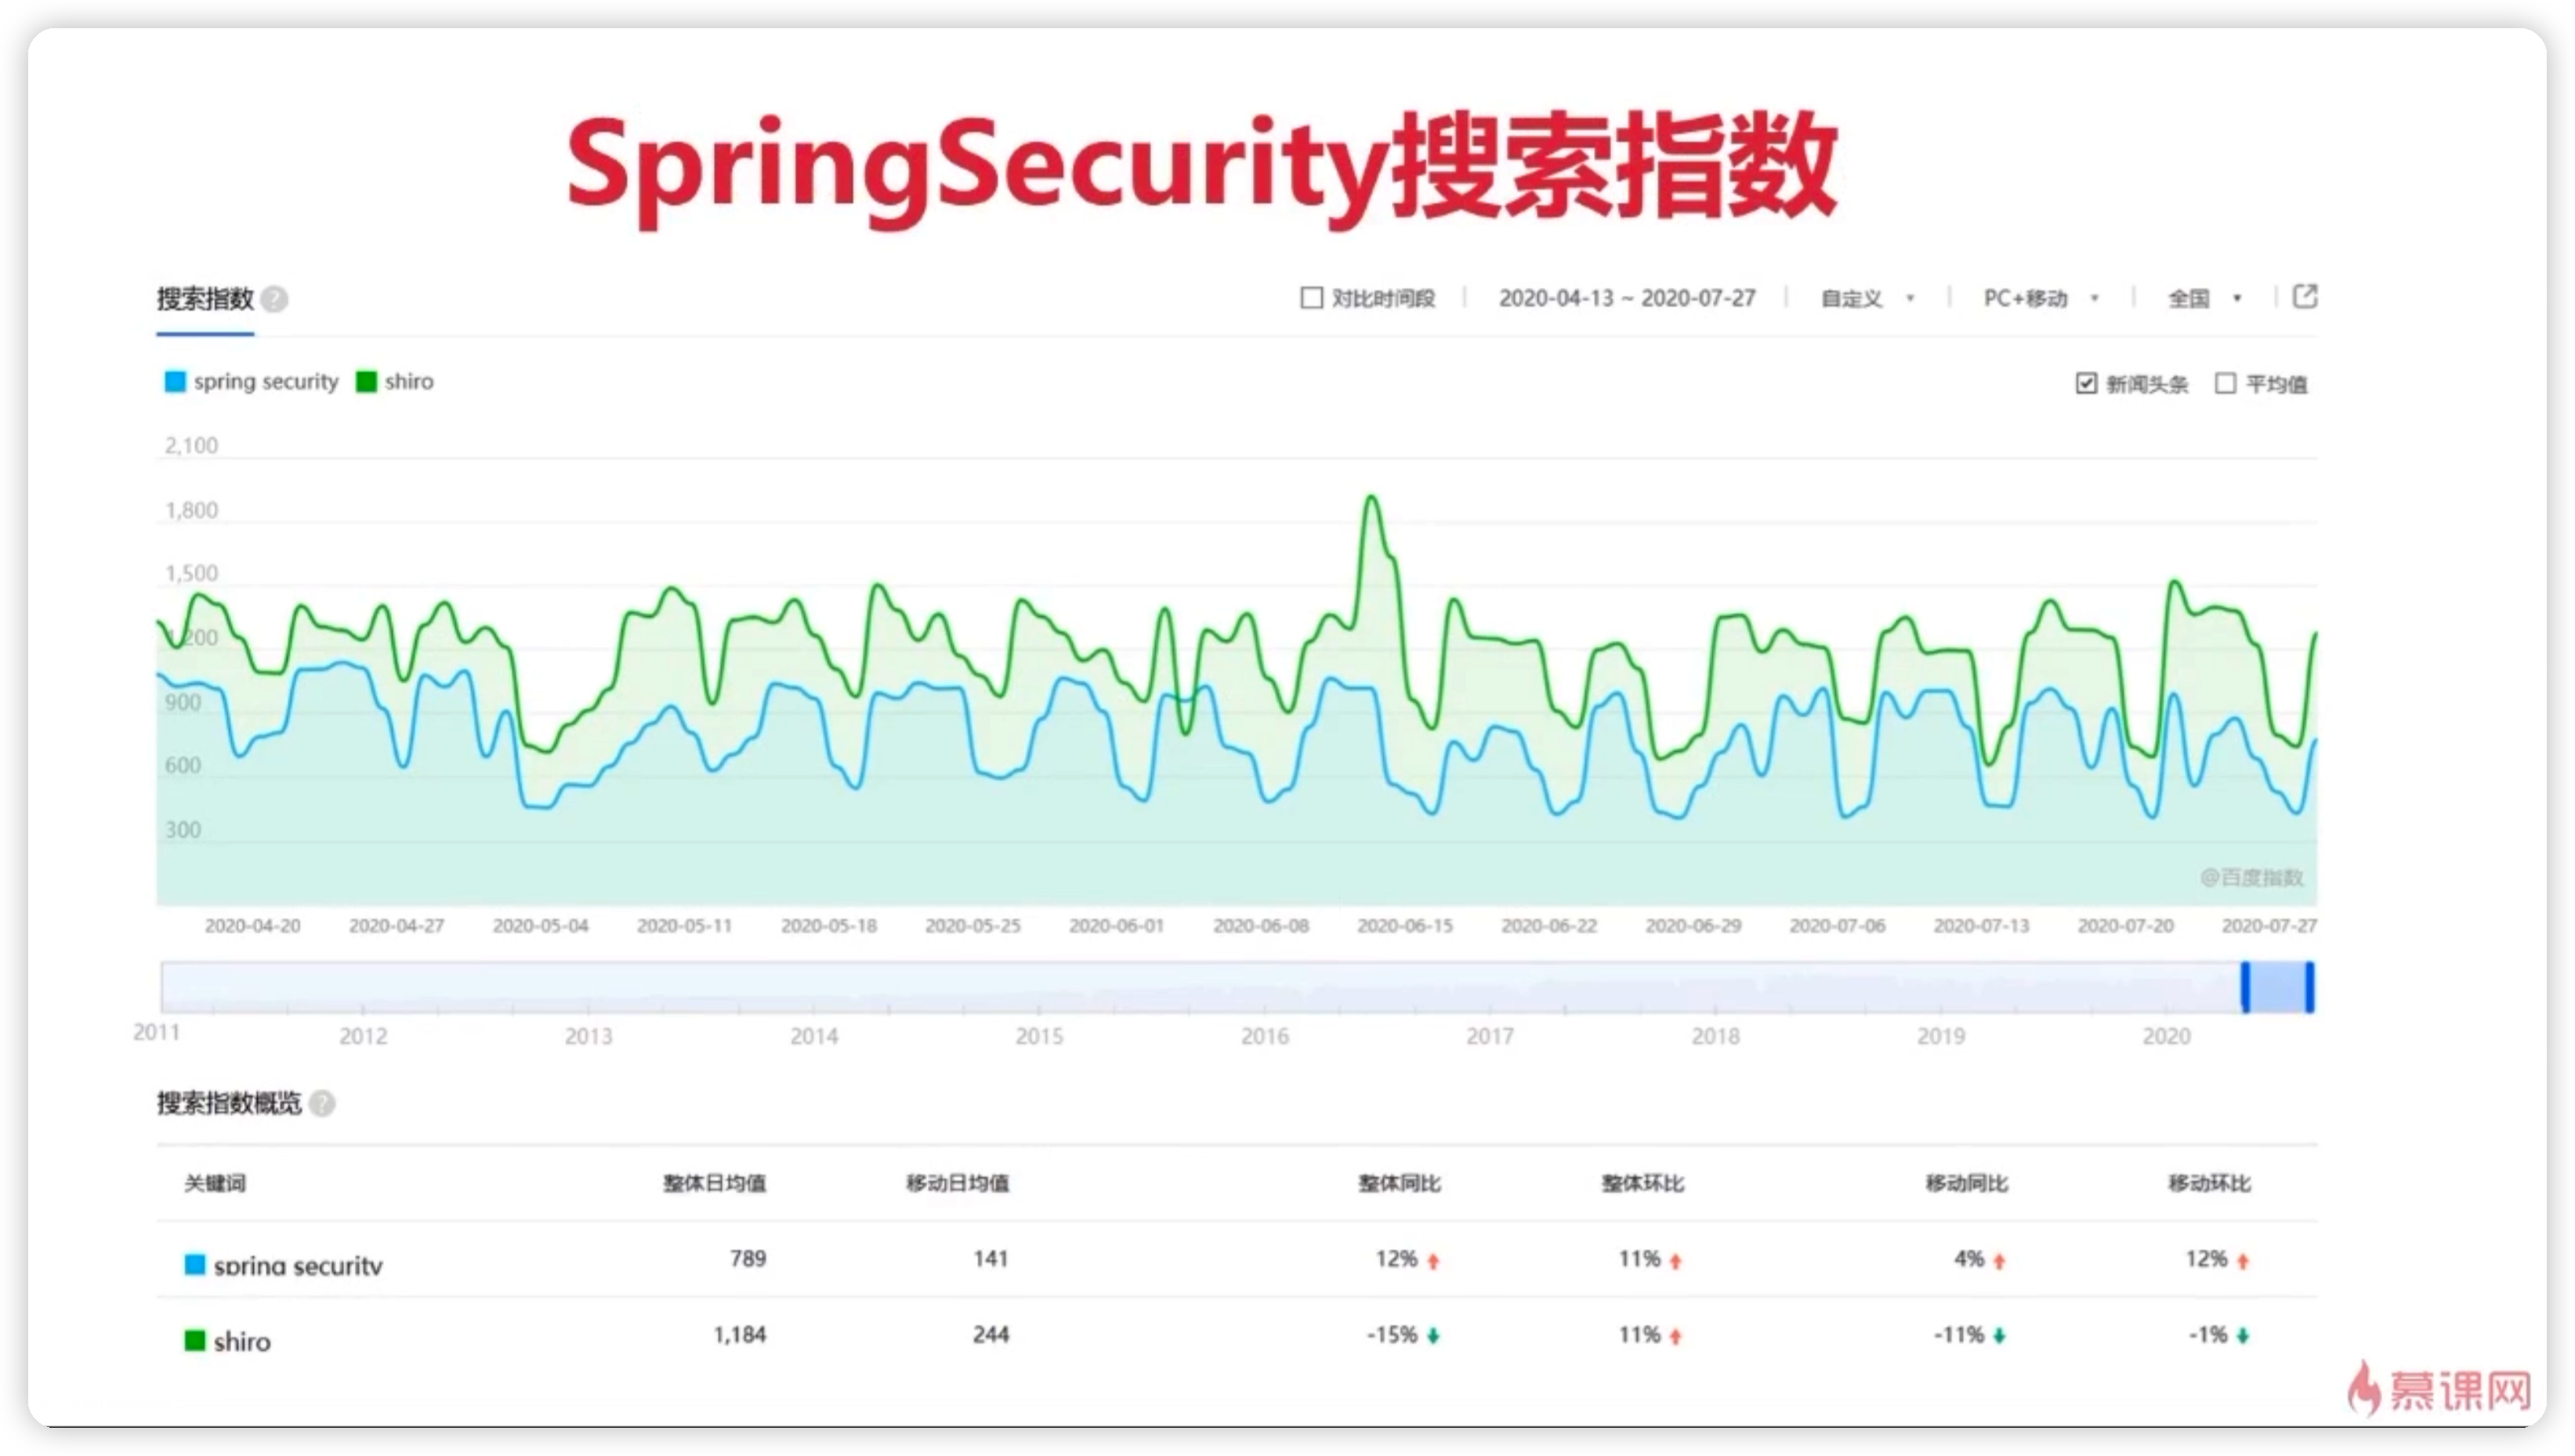 SpringSecurity搜索指数
搜索指数 ?
对比时间段 2020-04-13 ~ 2020-07-27 自定义 PC+移动 全国
spring security shiro
新闻头条 平均值
2,100
1,800
1,500
1,200
900
600
300
@百度指数
2020-04-20 2020-04-27 2020-05-04 2020-05-11 2020-05-18 2020-05-25 2020-06-01 2020-06-08 2020-06-15 2020-06-22 2020-06-29 2020-07-06 2020-07-13 2020-07-20 2020-07-27
2011 2012 2013 2014 2015 2016 2017 2018 2019 2020
搜索指数概览 ?
关键词 整体日均值 移动日均值 整体同比 整体环比 移动同比 移动环比
spring security 789 141 12% 11% 4% 12%
shiro 1,184 244 -15% 11% -11% -1%
慕课网